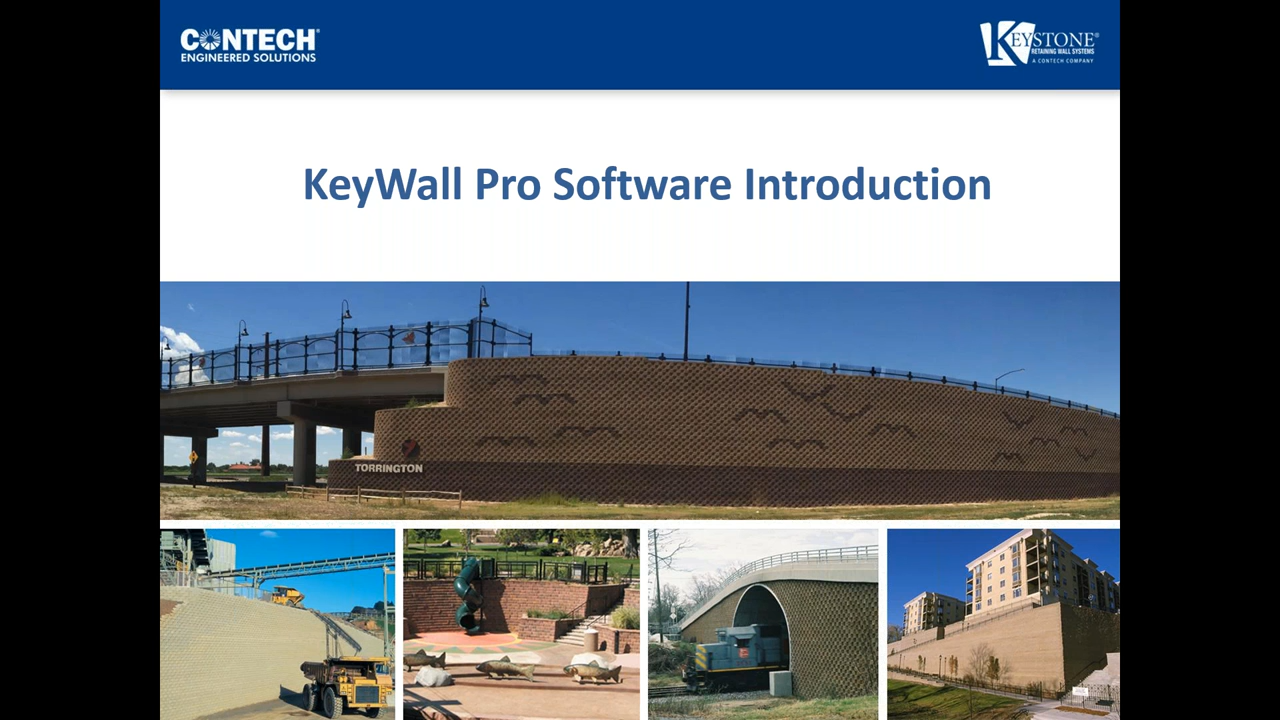 CONTECH®
ENGINEERED SOLUTIONS
KEYSTONE®
RETAINING WALL SYSTEMS
A CONTECH COMPANY
KeyWall Pro Software Introduction
TORRINGTON